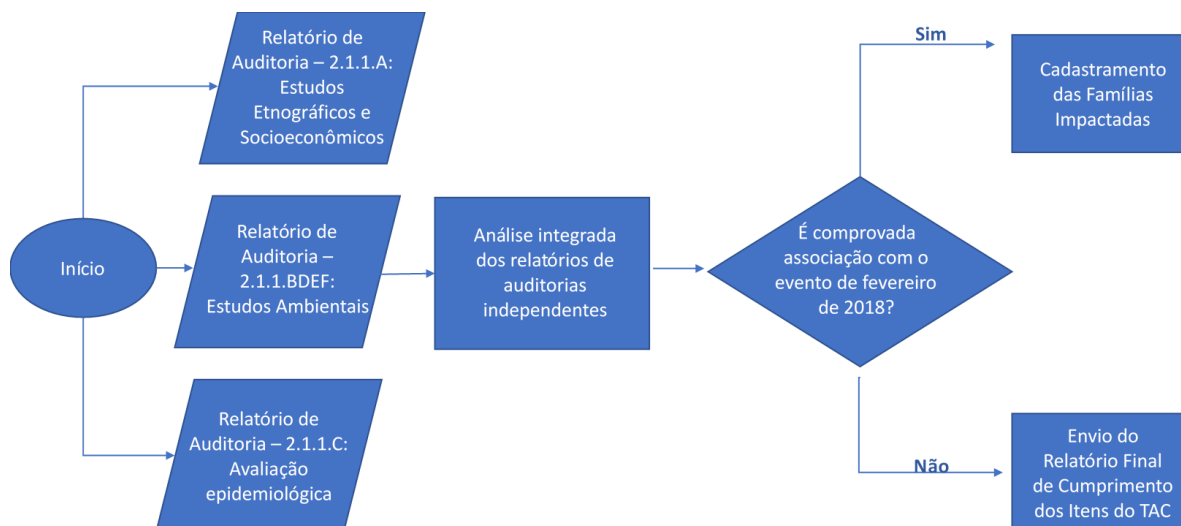 Início
Relatório de
Auditoria – 2.1.1.A:
Estudos
Etnográficos e
Socioeconômicos
Relatório de
Auditoria –
2.1.1.BDEF:
Estudos Ambientais
Relatório de
Auditoria – 2.1.1.C:
Avaliação
epidemiológica
Análise integrada
dos relatórios de
auditorias
independentes
É comprovada
associação com o
evento de fevereiro
de 2018?
Sim
Cadastramento
das Famílias
Impactadas
Não
Envio do
Relatório Final
de Cumprimento
dos Itens do TAC